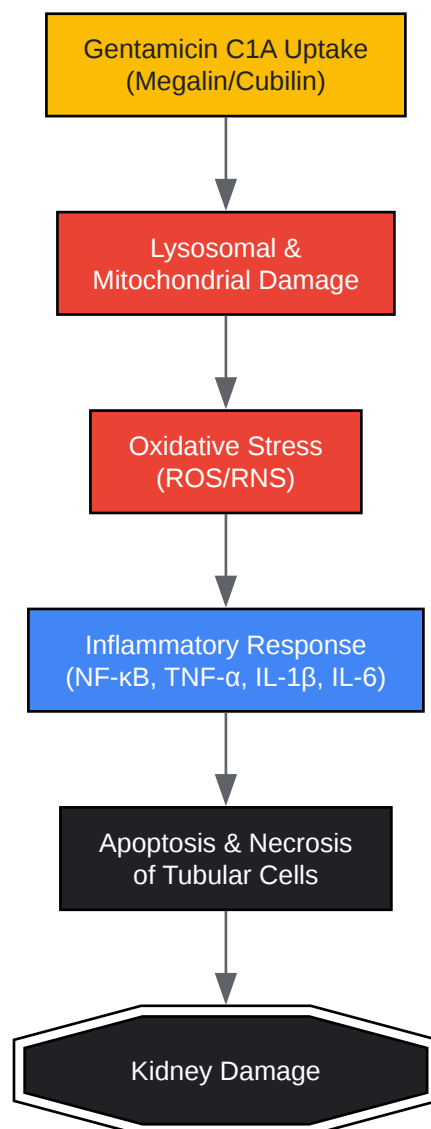 Gentamicin C1A Uptake
(Megalin/Cubilin)
Lysosomal &
Mitochondrial Damage
Oxidative Stress
(ROS/RNS)
Inflammatory Response
(NF-κB, TNF-α, IL-1β, IL-6)
Apoptosis & Necrosis
of Tubular Cells
Kidney Damage